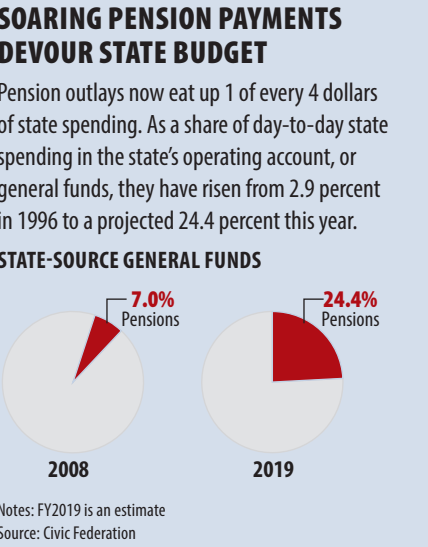 SOARING PENSION PAYMENTS
DEVOUR STATE BUDGET
Pension outlays now eat up 1 of every 4 dollars
of state spending. As a share of day-to-day state
spending in the state's operating account, or
general funds, they have risen from 2.9 percent
in 1996 to a projected 24.4 percent this year.
STATE-SOURCE GENERAL FUNDS
7.0%
Pensions
24.4%
Pensions
2008
2019
Notes: FY2019 is an estimate
Source: Civic Federation